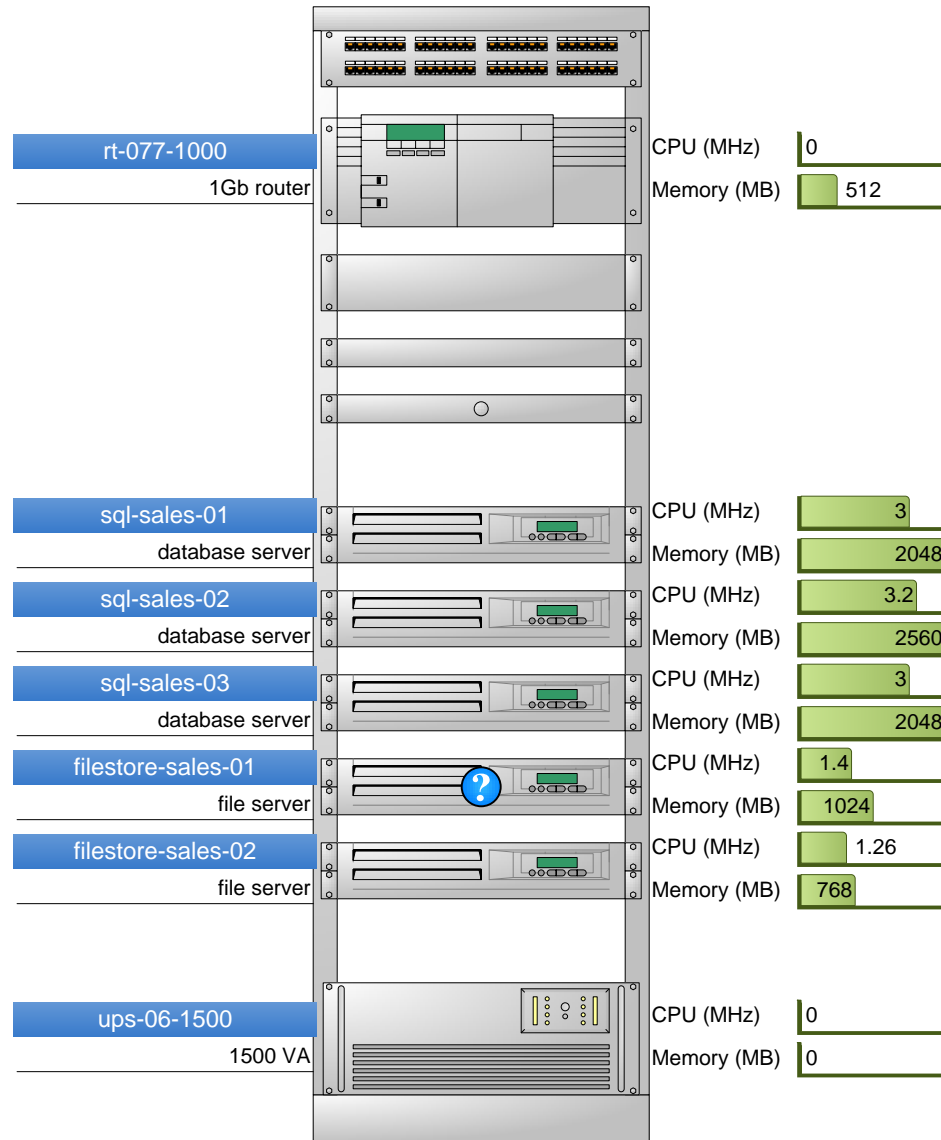 rt-077-1000 CPU (MHz) 0
1Gb router Memory (MB) 512
sql-sales-01 CPU (MHz) 3
database server Memory (MB) 2048
sql-sales-02 CPU (MHz) 3.2
database server Memory (MB) 2560
sql-sales-03 CPU (MHz) 3
database server Memory (MB) 2048
filestore-sales-01 CPU (MHz) 1.4
file server ? Memory (MB) 1024
filestore-sales-02 CPU (MHz) 1.26
file server Memory (MB) 768
ups-06-1500 CPU (MHz) 0
1500 VA Memory (MB) 0